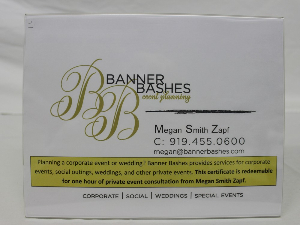 BB BANNER
BASHES
event planning
Megan Smith Zapf
C: 919.455.0600
megan@bannerbashes.com
Planning a corporate event or wedding? Banner Bashes provides services for corporate
events, social outings, weddings, and other private events. This certificate is redeemable
for one hour of private event consultation from Megan Smith Zapf.
CORPORATE | SOCIAL | WEDDINGS | SPECIAL EVENTS